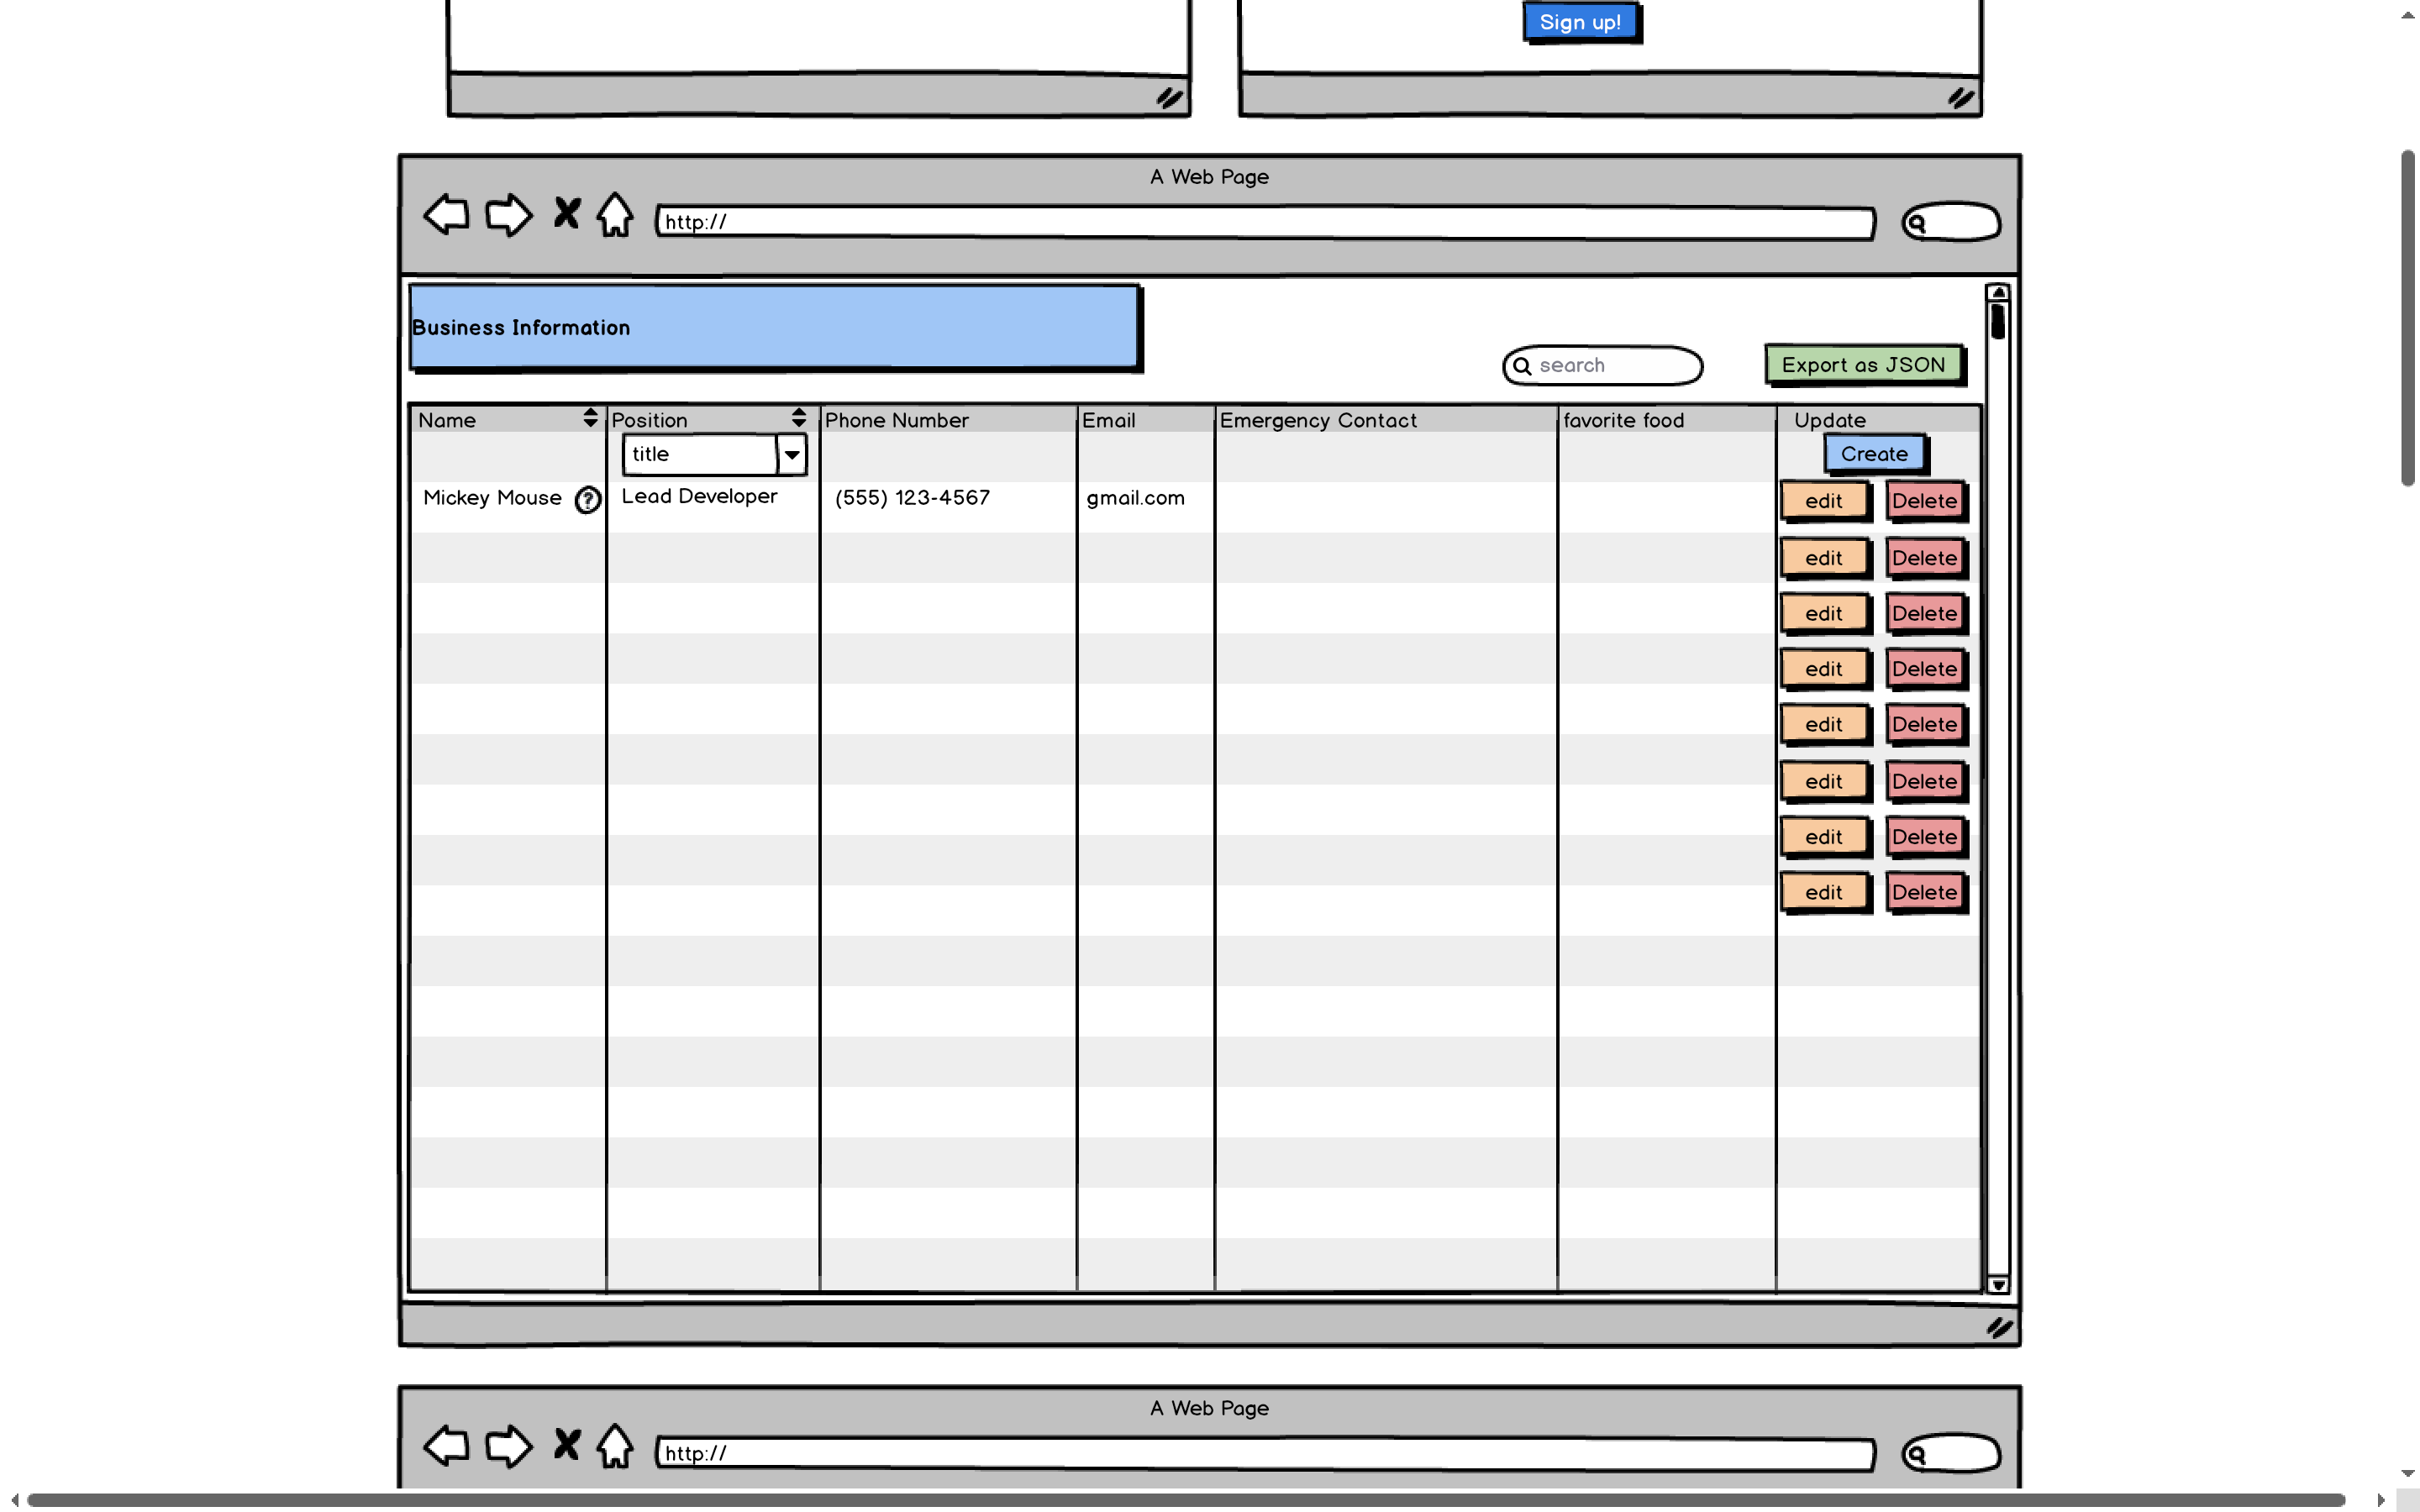 Sign up!
A Web Page
http://
Business Information
search
Export as JSON
Name Position Phone Number Email Emergency Contact favorite food Update
title Create
Mickey Mouse ? Lead Developer (555) 123-4567 gmail.com edit Delete
edit Delete
edit Delete
edit Delete
edit Delete
edit Delete
edit Delete
edit Delete
A Web Page
http://